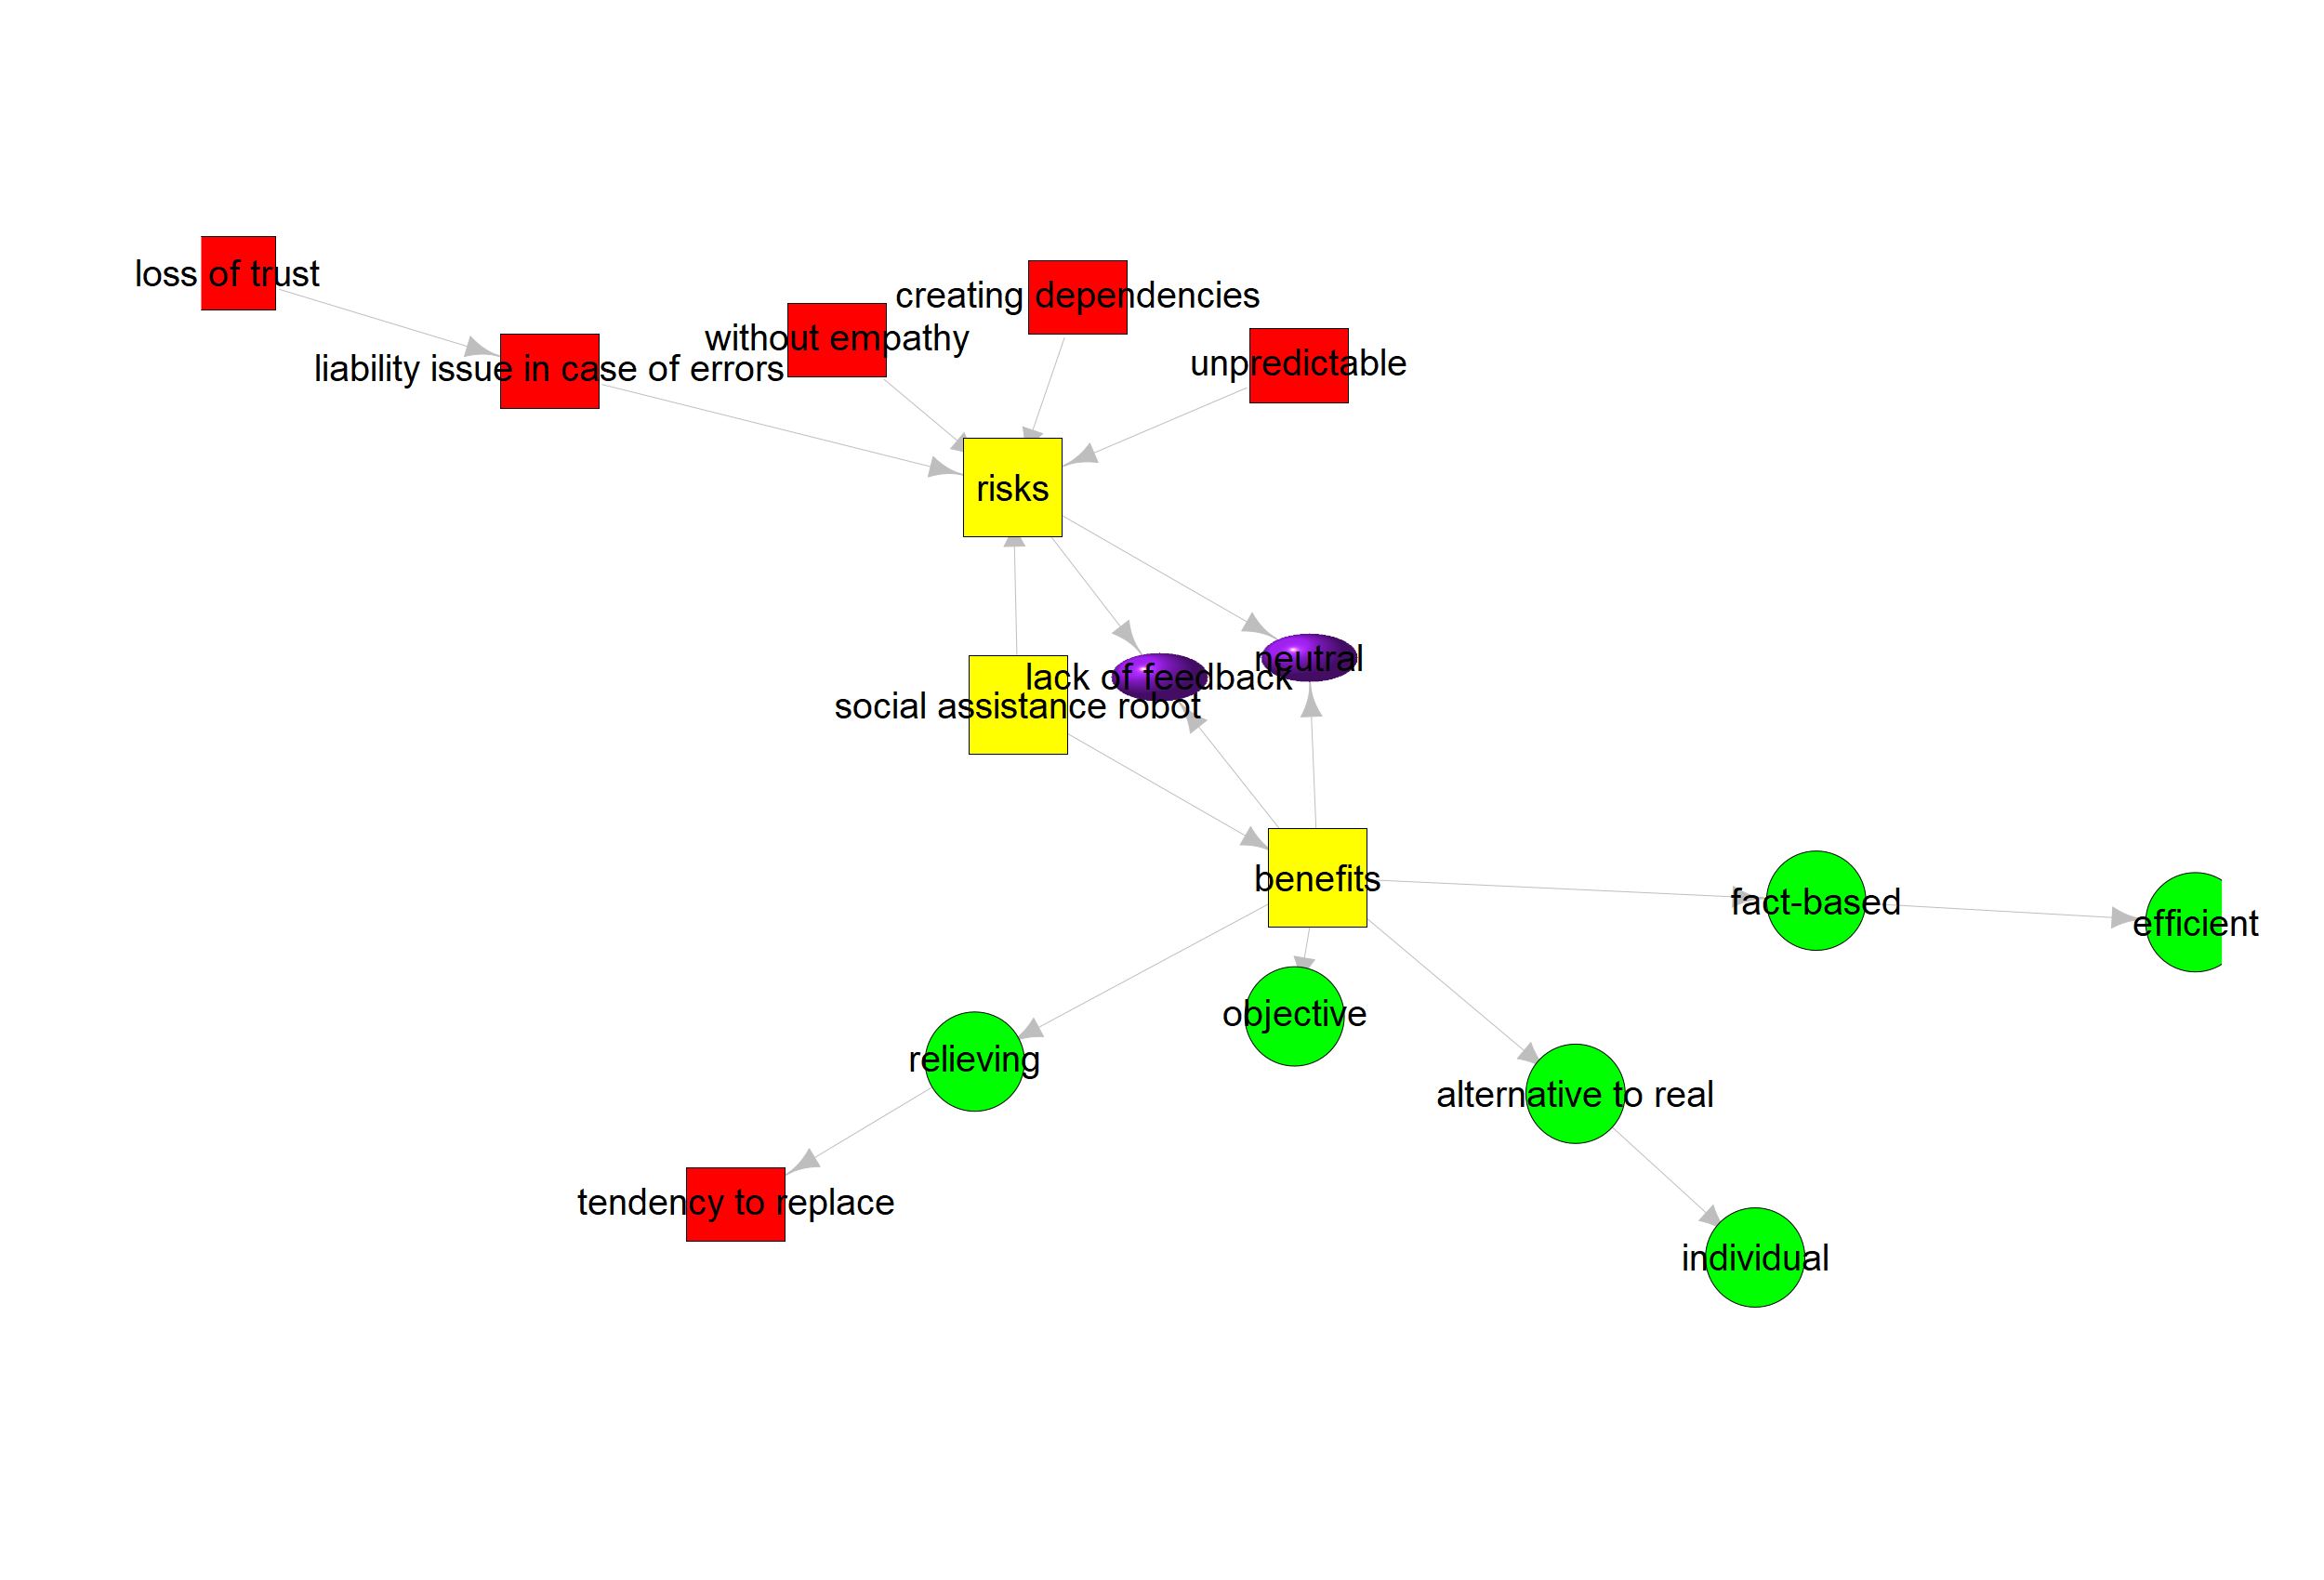 loss of trust
creating dependencies
without empathy
unpredictable
liability issue in case of errors
risks
neutral
lack of feedback
social assistance robot
benefits
fact-based
efficient
objective
relieving
alternative to real
tendency to replace
individual